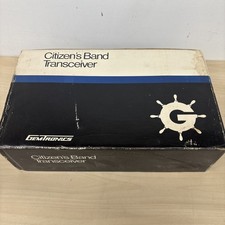 Citizen's Band
Transceiver
G
GEMTRONICS
Citizen's Band
Transceiver